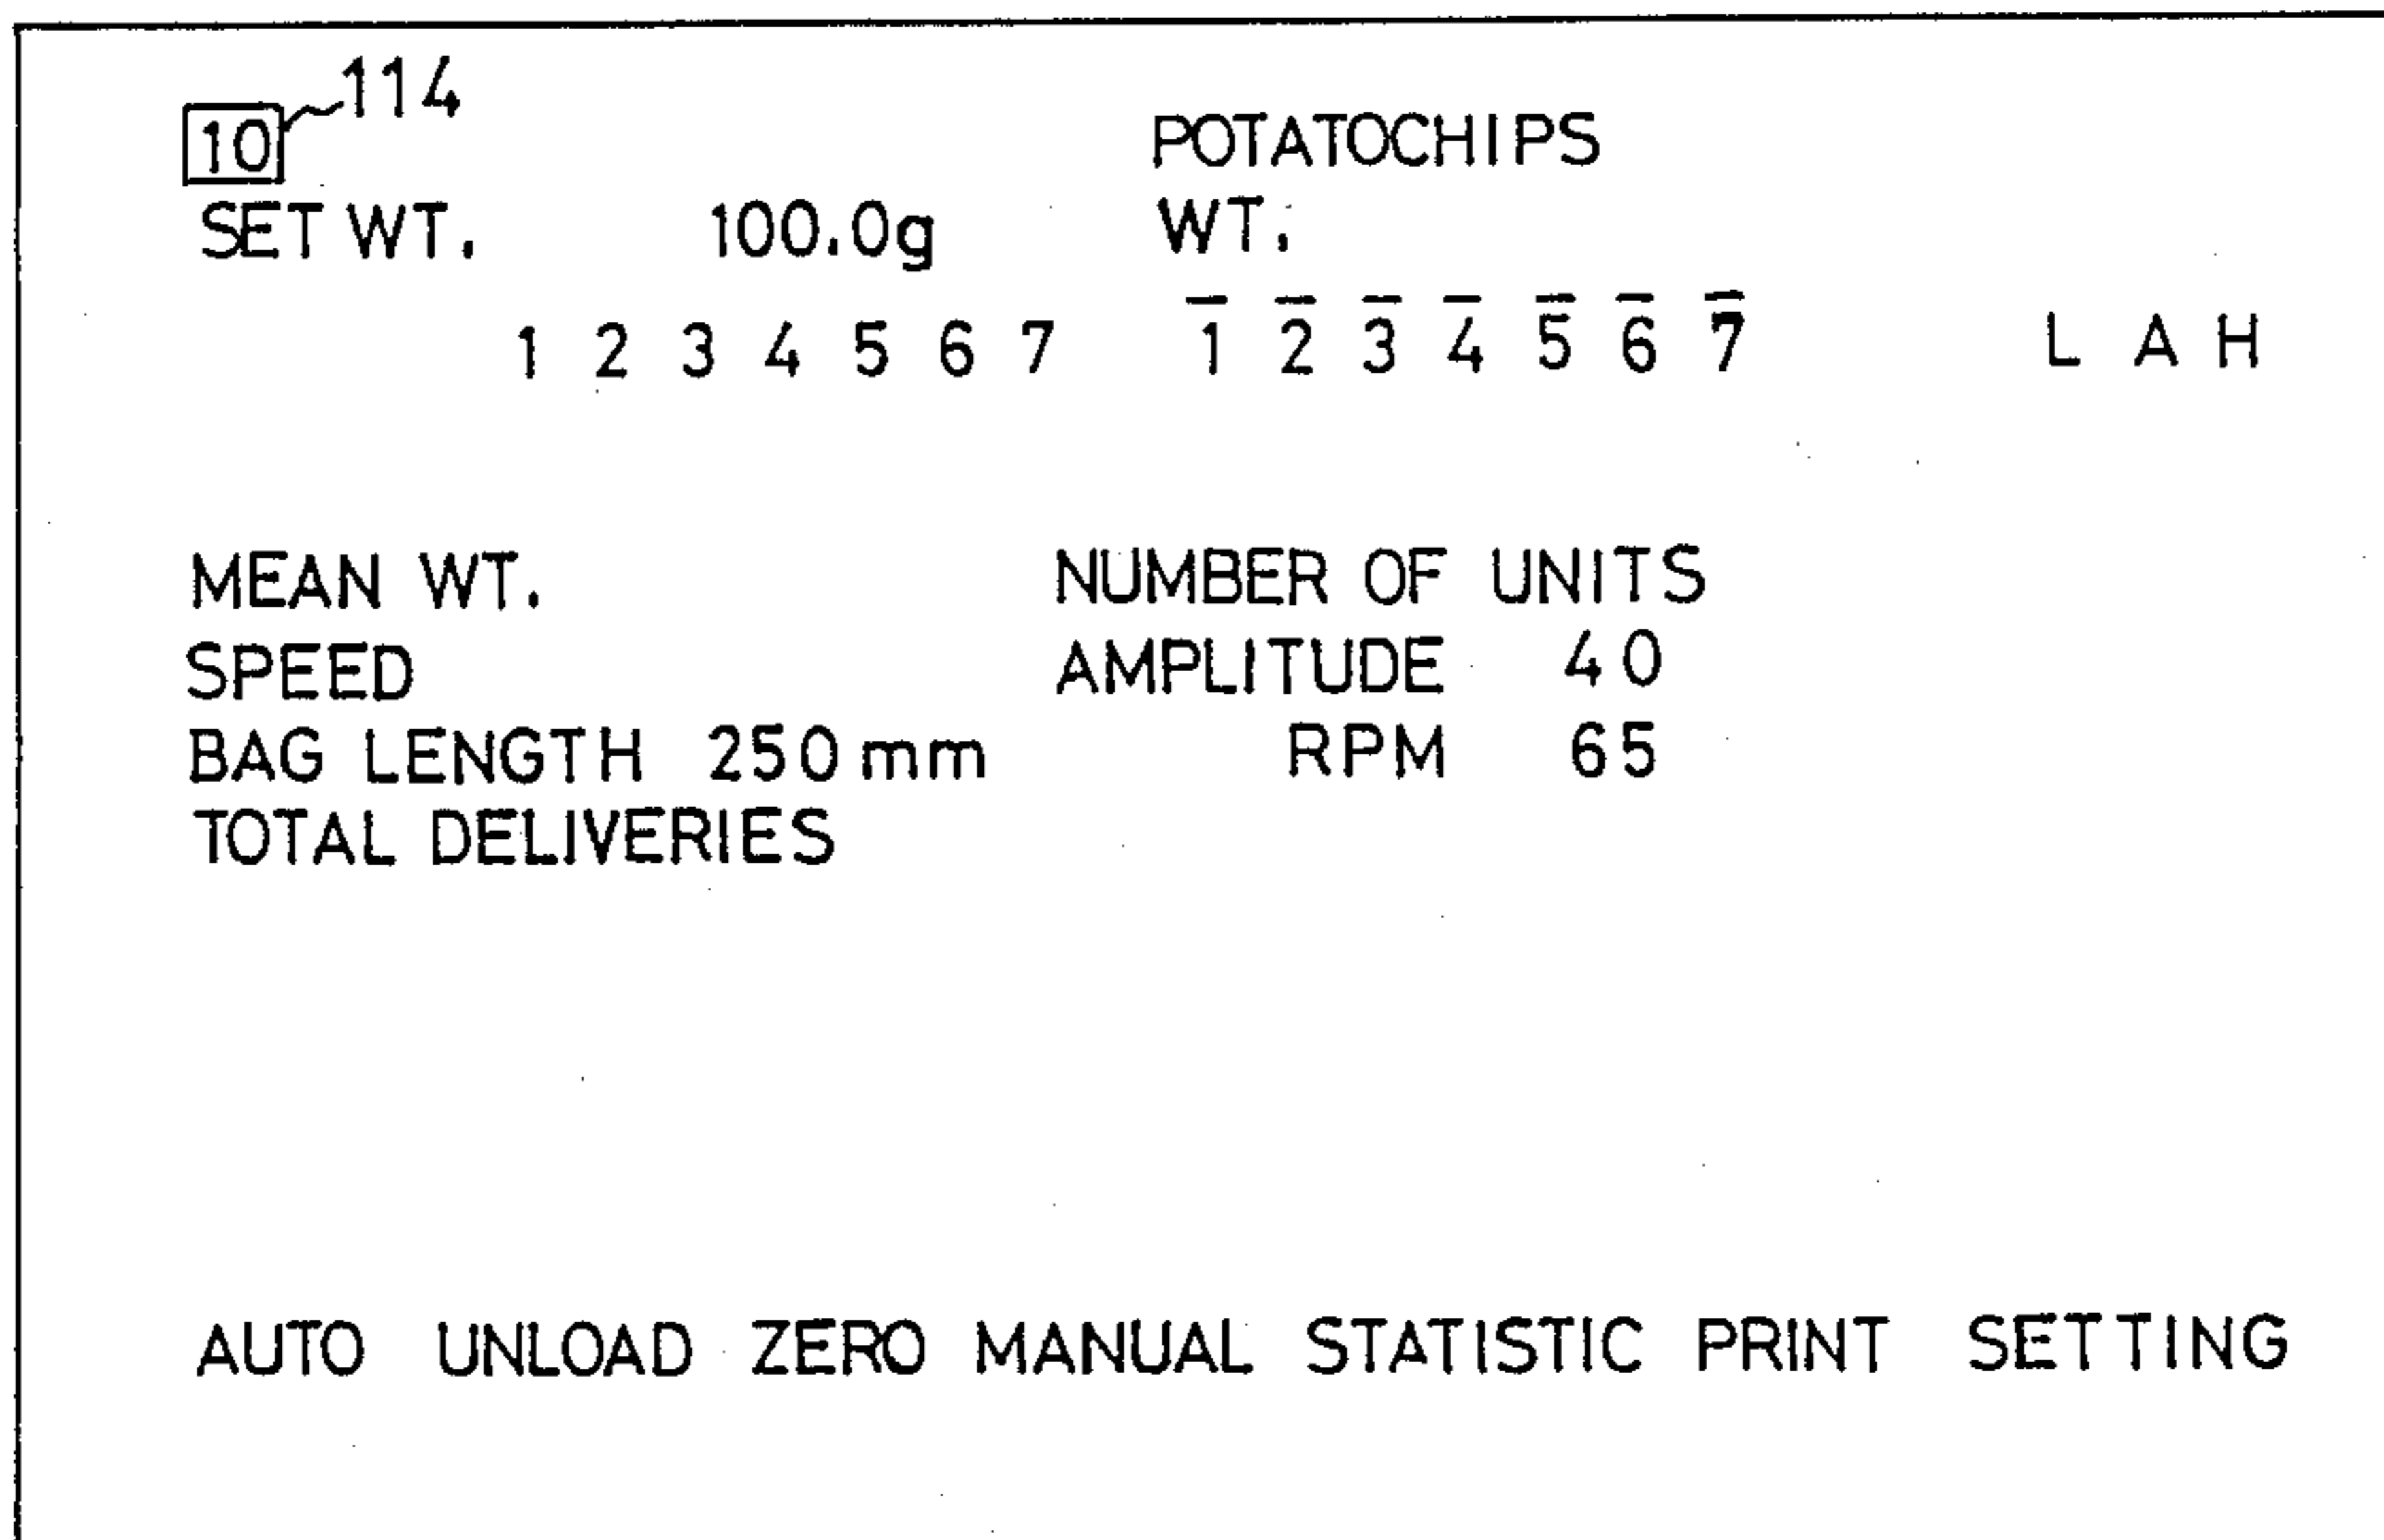 114
10 POTATOCHIPS
SET WT. 100.0g WT.
1 2 3 4 5 6 7 1̅ 2̅ 3̅ 4̅ 5̅ 6̅ 7̅ L A H
MEAN WT. NUMBER OF UNITS
SPEED AMPLITUDE 40
BAG LENGTH 250mm RPM 65
TOTAL DELIVERIES
AUTO UNLOAD ZERO MANUAL STATISTIC PRINT SETTING